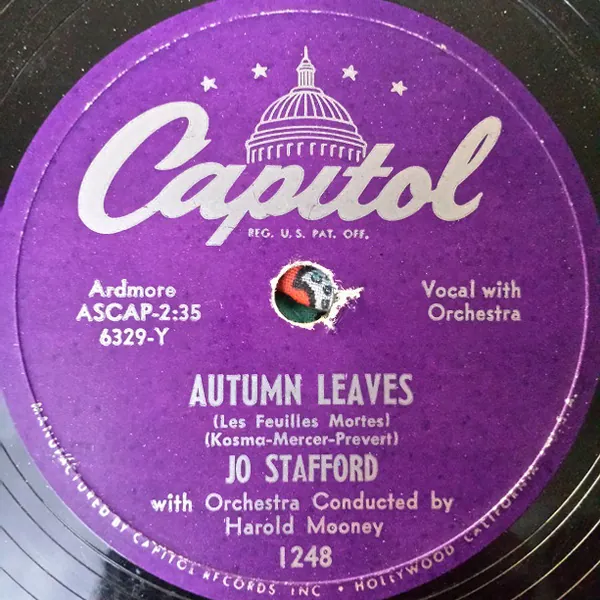 Capitol
REG. U.S. PAT. OFF.
Ardmore
ASCAP-2:35
6329-Y
Vocal with
Orchestra
AUTUMN LEAVES
(Les Feuilles Mortes)
(Kosma-Mercer-Prevert)
JO STAFFORD
with Orchestra Conducted by
Harold Mooney
1248
MANUFACTURED BY CAPITOL RECORDS, INC • HOLLYWOOD CALIFORNIA